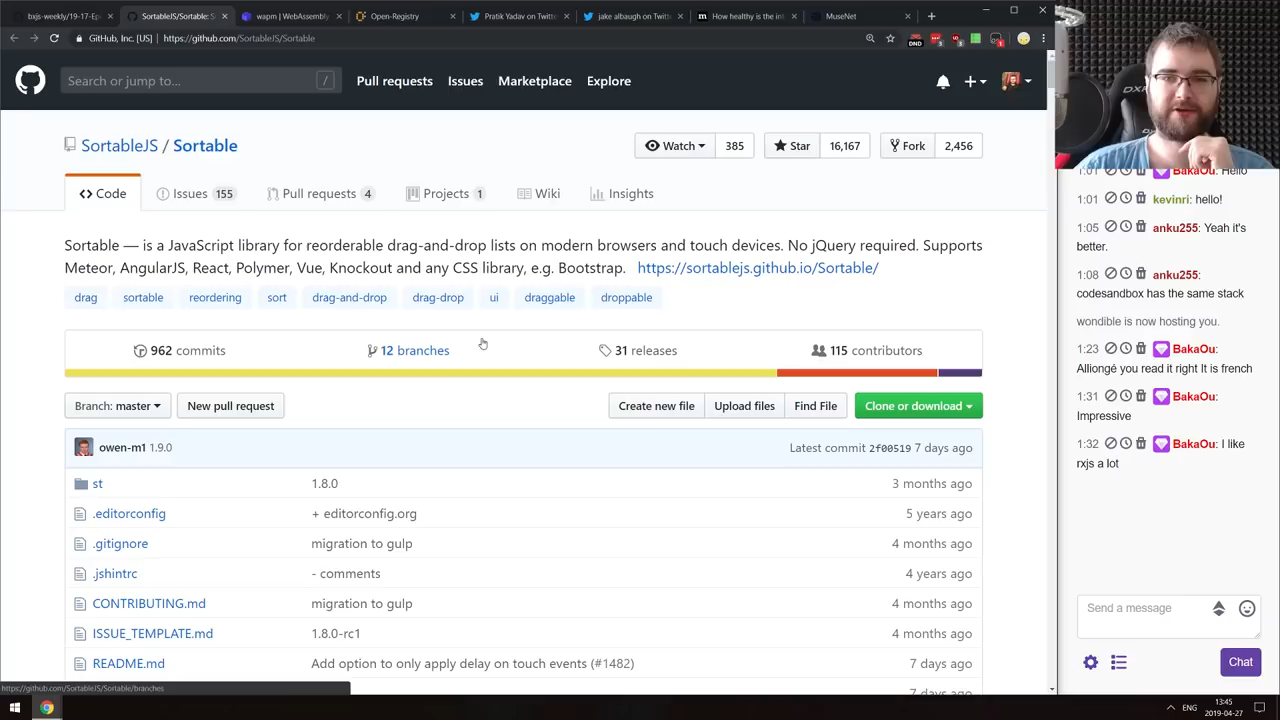 bxjs-weekly/19-17-Ep
SortableJS/Sortable: S
wapm | WebAssembly
Open-Registry
Pratik Yadav on Twitte
jake albaugh on Twitt
How healthy is the int
MuseNet
GitHub, Inc. [US] | https://github.com/SortableJS/Sortable
DND
Search or jump to... /
Pull requests Issues Marketplace Explore
SortableJS / Sortable
Watch 385 Star 16,167 Fork 2,456
Code Issues 155 Pull requests 4 Projects 1 Wiki Insights
Sortable — is a JavaScript library for reorderable drag-and-drop lists on modern browsers and touch devices. No jQuery required. Supports
Meteor, AngularJS, React, Polymer, Vue, Knockout and any CSS library, e.g. Bootstrap. https://sortablejs.github.io/Sortable/
drag sortable reordering sort drag-and-drop drag-drop ui draggable droppable
962 commits 12 branches 31 releases 115 contributors
Branch: master New pull request Create new file Upload files Find File Clone or download
owen-m1 1.9.0 Latest commit 2f00519 7 days ago
st 1.8.0 3 months ago
.editorconfig + editorconfig.org 5 years ago
.gitignore migration to gulp 4 months ago
.jshintrc - comments 4 years ago
CONTRIBUTING.md migration to gulp 4 months ago
ISSUE_TEMPLATE.md 1.8.0-rc1 4 months ago
README.md Add option to only apply delay on touch events (#1482) 7 days ago
7 days ago
https://github.com/SortableJS/Sortable/branches
DX
1:01 BakaOu: Hello
1:01 kevinri: hello!
1:05 anku255: Yeah it's
better.
1:08 anku255:
codesandbox has the same stack
wondible is now hosting you.
1:23 BakaOu:
Alliongé you read it right It is french
1:31 BakaOu:
Impressive
1:32 BakaOu: I like
rxjs a lot
Send a message
Chat
ENG
13:45
2019-04-27